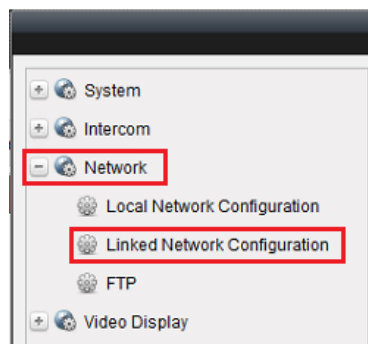 System
Intercom
Network
Local Network Configuration
Linked Network Configuration
FTP
Video Display